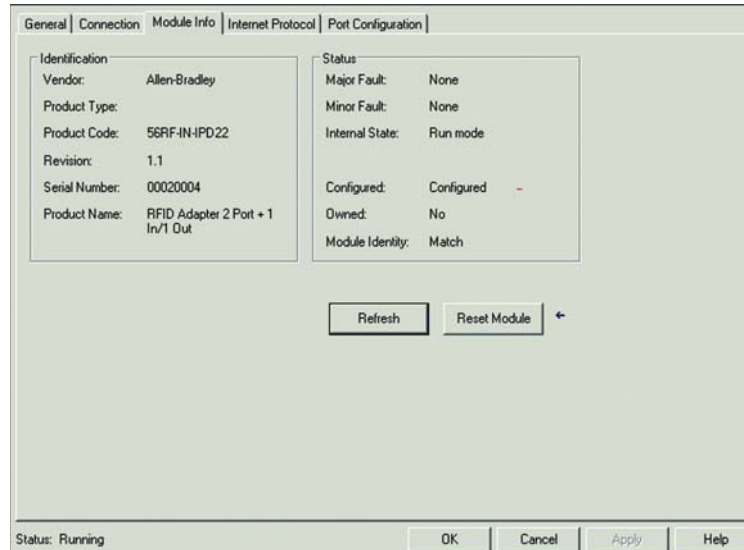 General
Connection
Module Info
Internet Protocol
Port Configuration
Identification
Vendor: Allen-Bradley
Product Type:
Product Code: 56RF-IN-IPD22
Revision: 1.1
Serial Number: 00020004
Product Name: RFID Adapter 2 Port + 1
In/1 Out
Status
Major Fault: None
Minor Fault: None
Internal State: Run mode
Configured: Configured
Owned: No
Module Identity: Match
Refresh
Reset Module
Status: Running
OK
Cancel
Apply
Help